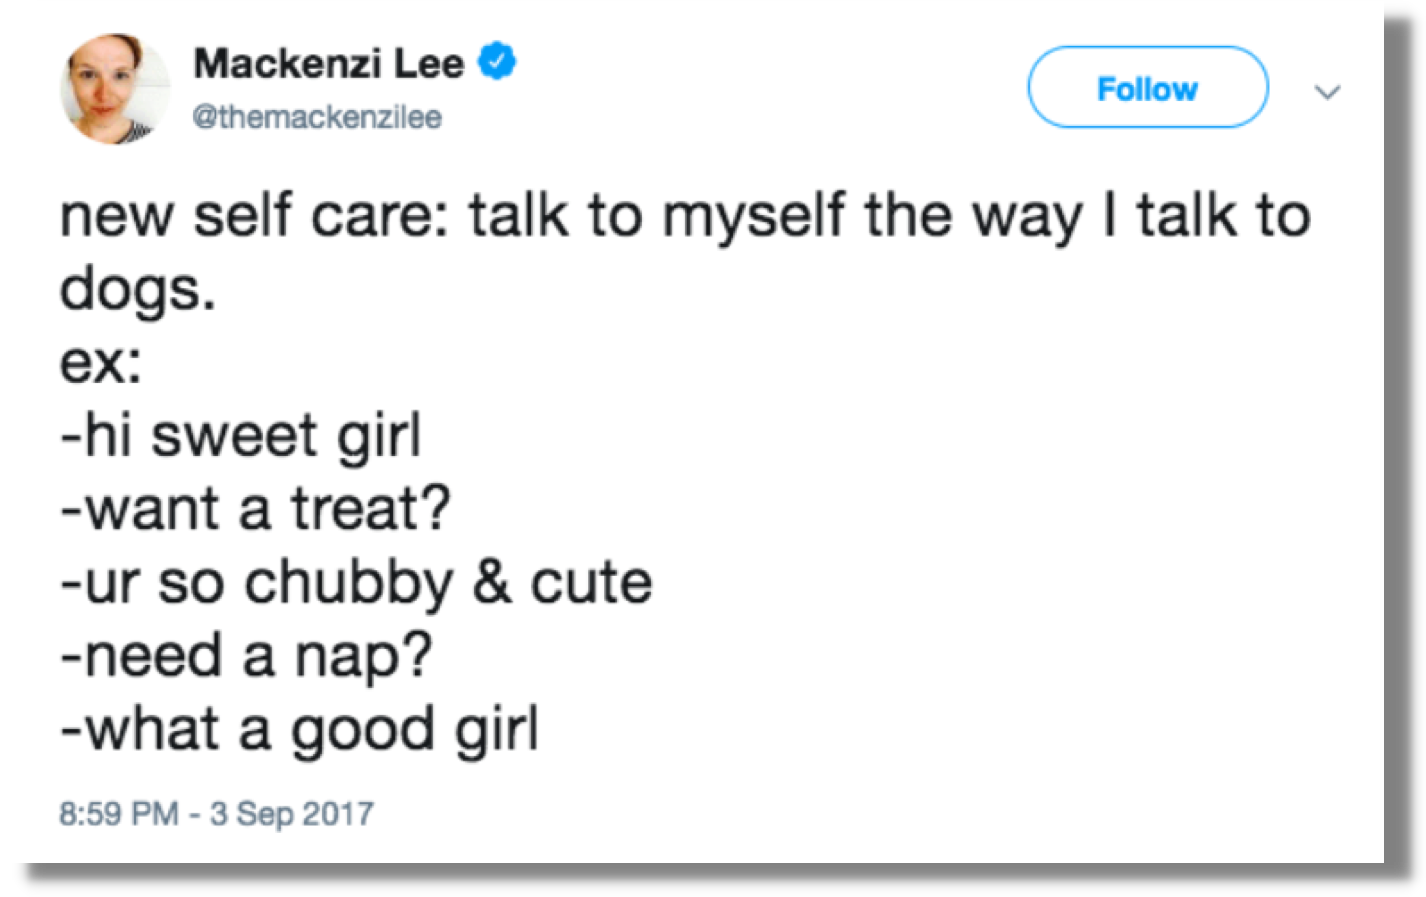 Mackenzi Lee
@themackenzilee
Follow
new self care: talk to myself the way I talk to
dogs.
ex:
-hi sweet girl
-want a treat?
-ur so chubby & cute
-need a nap?
-what a good girl
8:59 PM - 3 Sep 2017